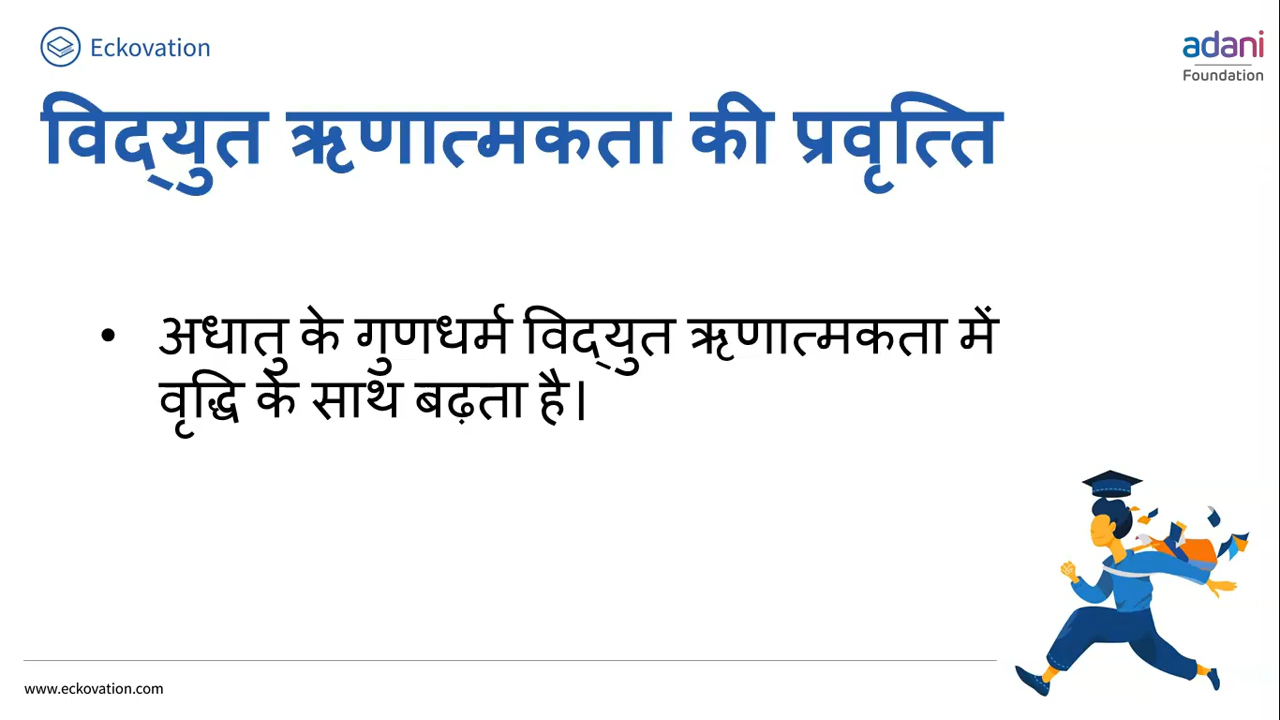 Eckovation
adani
Foundation
विद्युत ऋणात्मकता की प्रवृत्ति
• अधातु के गुणधर्म विद्युत ऋणात्मकता में
वृद्धि के साथ बढ़ता है।
www.eckovation.com